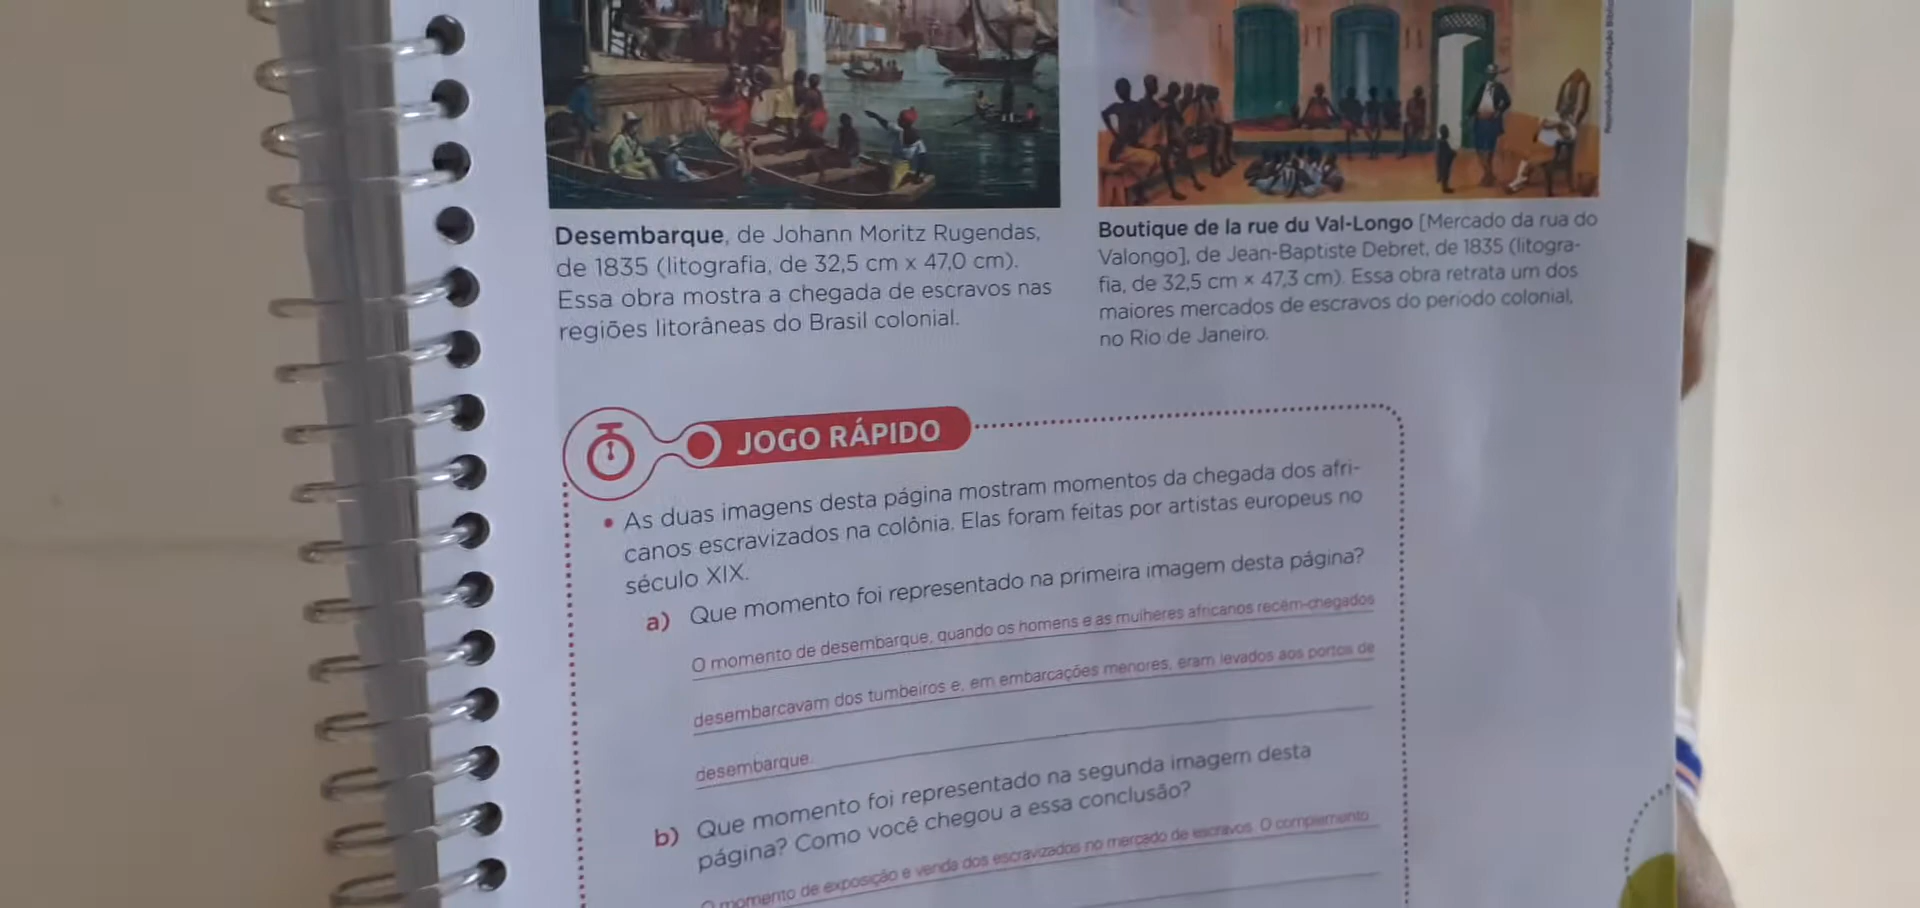 Desembarque, de Johann Moritz Rugendas,
de 1835 (litografia, de 32,5 cm x 47,0 cm).
Essa obra mostra a chegada de escravos nas
regiões litorâneas do Brasil colonial.
Boutique de la rue du Val-Longo [Mercado da rua do
Valongo], de Jean-Baptiste Debret, de 1835 (litogra-
fia, de 32,5 cm × 47,3 cm). Essa obra retrata um dos
maiores mercados de escravos do período colonial,
no Rio de Janeiro.
JOGO RÁPIDO
• As duas imagens desta página mostram momentos da chegada dos afri-
canos escravizados na colônia. Elas foram feitas por artistas europeus no
século XIX.
a) Que momento foi representado na primeira imagem desta página?
O momento de desembarque, quando os homens e as mulheres africanos recém-chegados
desembarcavam dos tumbeiros e, em embarcações menores, eram levados aos portos de
desembarque.
b) Que momento foi representado na segunda imagem desta
página? Como você chegou a essa conclusão?
O momento de exposição e venda dos escravizados no mercado de escravos. O complemento